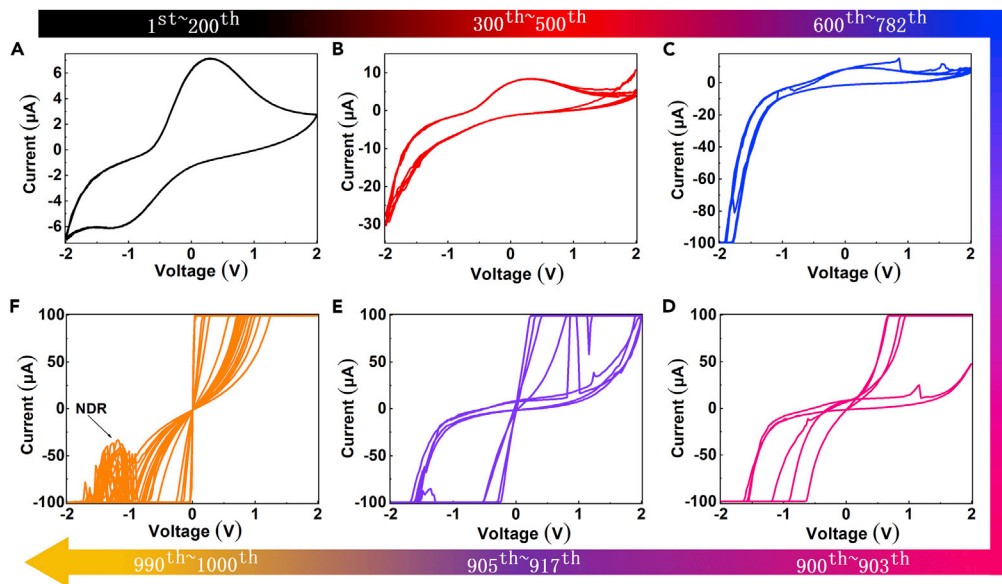 1st~200th 300th~500th 600th~782th
A
6
4
2
0
-2
-4
-6
Current (μA)
-2 -1 0 1 2
Voltage (V)
B
10
0
-10
-20
-30
Current (μA)
-2 -1 0 1 2
Voltage (V)
C
0
-20
-40
-60
-80
-100
Current (μA)
-2 -1 0 1 2
Voltage (V)
F
100
50
0
-50
-100
Current (μA)
NDR
-2 -1 0 1 2
Voltage (V)
E
100
50
0
-50
-100
Current (μA)
-2 -1 0 1 2
Voltage (V)
D
100
50
0
-50
-100
Current (μA)
-2 -1 0 1 2
Voltage (V)
990th~1000th 905th~917th 900th~903th